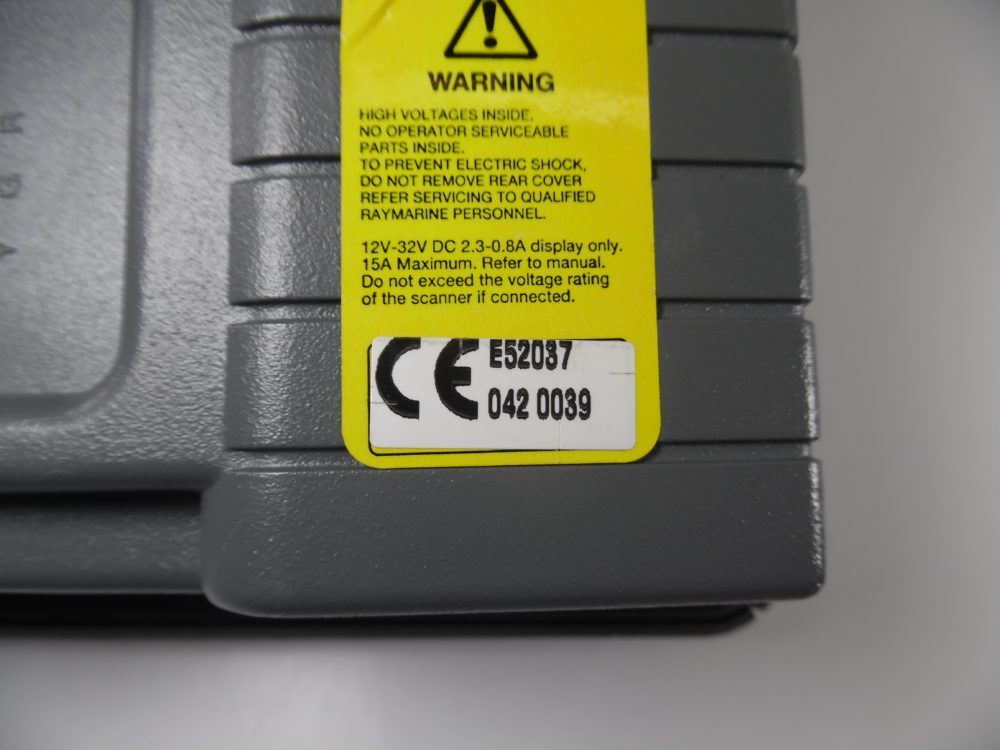 WARNING
HIGH VOLTAGES INSIDE.
NO OPERATOR SERVICEABLE
PARTS INSIDE.
TO PREVENT ELECTRIC SHOCK,
DO NOT REMOVE REAR COVER
REFER SERVICING TO QUALIFIED
RAYMARINE PERSONNEL.
12V-32V DC 2.3-0.8A display only.
15A Maximum. Refer to manual.
Do not exceed the voltage rating
of the scanner if connected.
CE E52037
042 0039